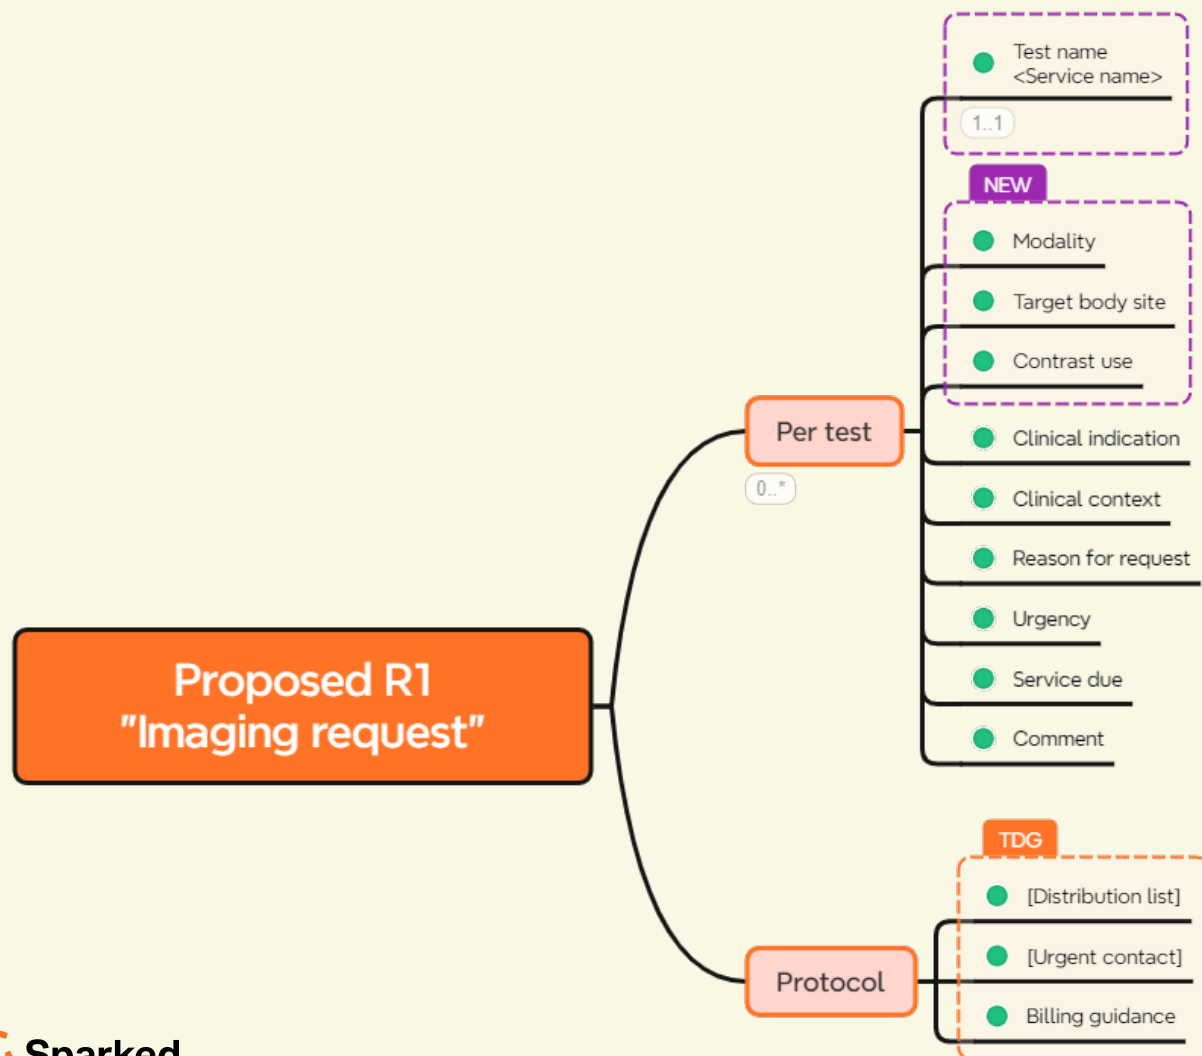 Test name
<Service name>
1..1
NEW
Modality
Target body site
Contrast use
Per test
0..*
Clinical indication
Clinical context
Reason for request
Urgency
Service due
Comment
Proposed R1
"Imaging request"
TDG
[Distribution list]
[Urgent contact]
Billing guidance
Protocol
Sparked